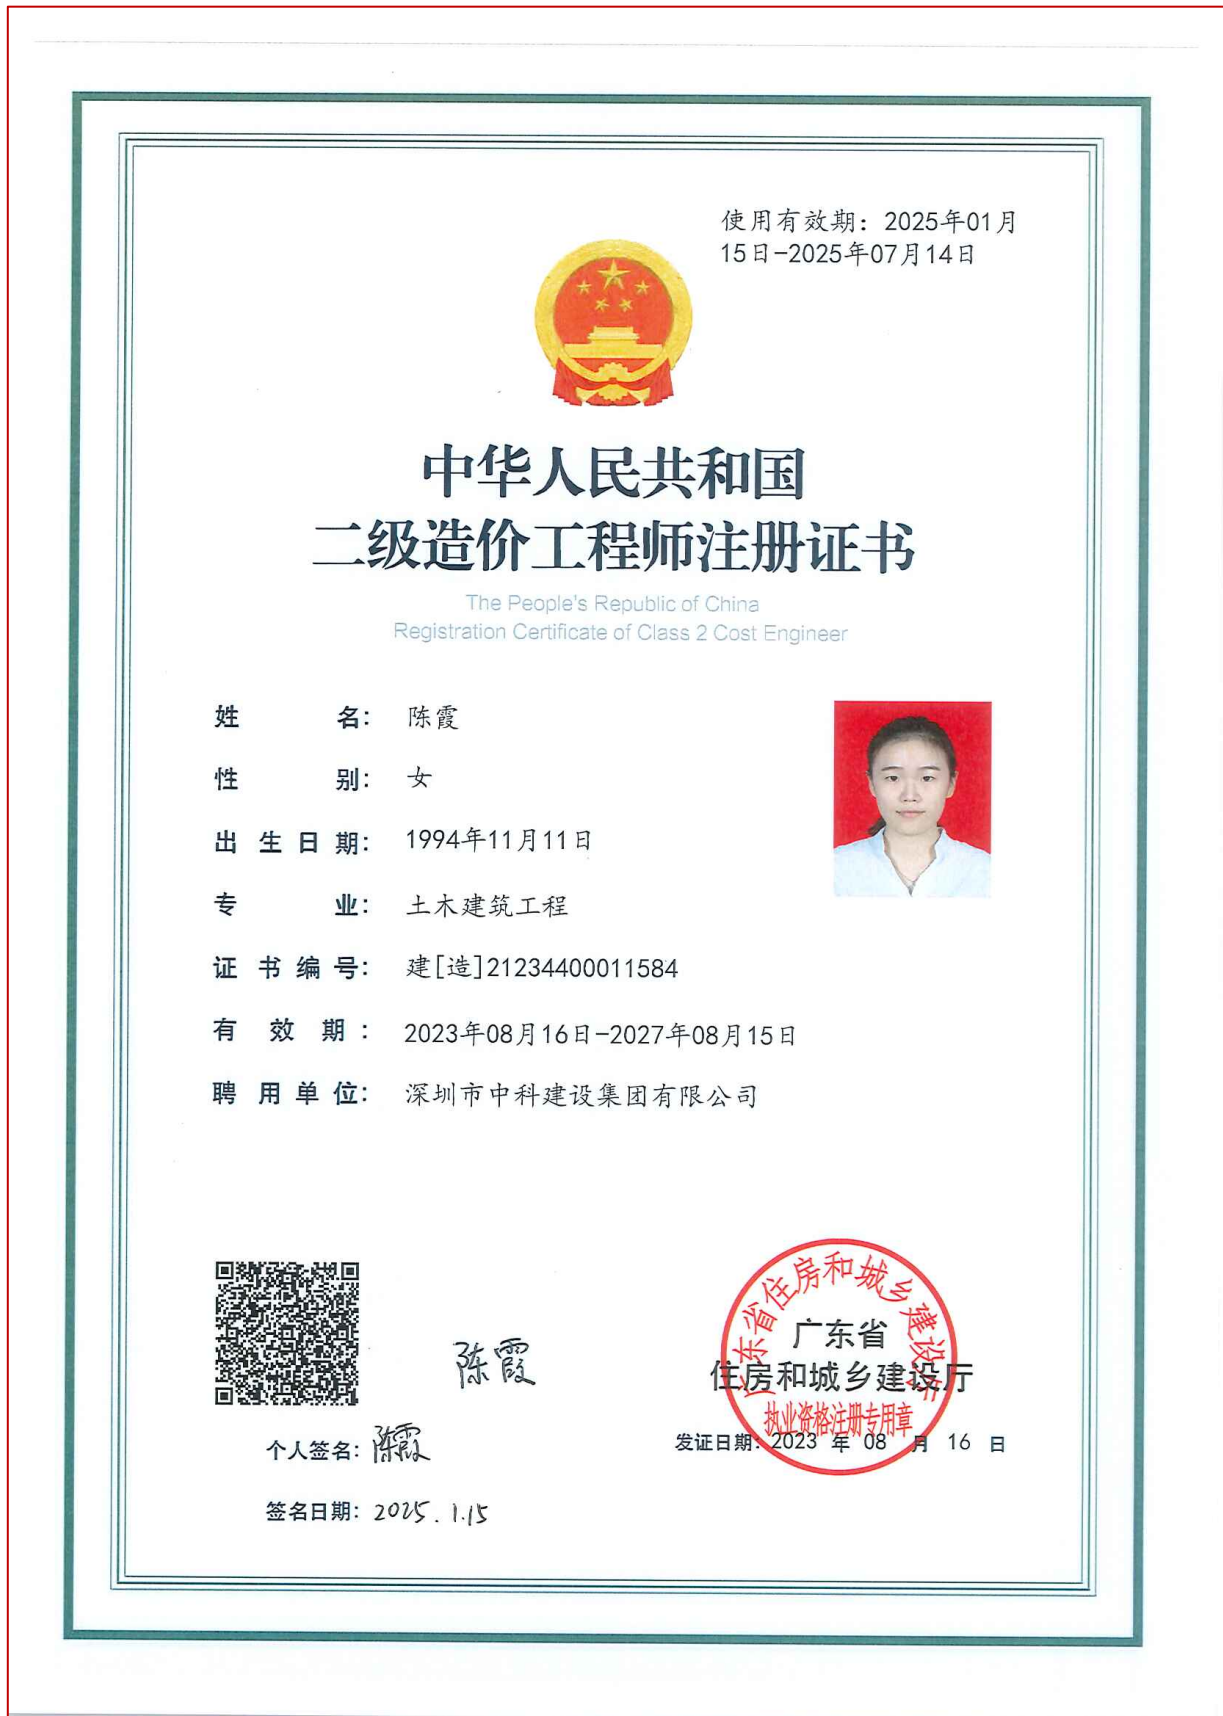 使用有效期：2025年01月
15日-2025年07月14日
中华人民共和国
二级造价工程师注册证书
The People's Republic of China
Registration Certificate of Class 2 Cost Engineer
姓名：陈霞
性别：女
出生日期：1994年11月11日
专业：土木建筑工程
证书编号：建[造]21234400011584
有效期：2023年08月16日-2027年08月15日
聘用单位：深圳市中科建设集团有限公司
陈霞
个人签名：陈霞
签名日期：2025.1.15
广东省住房和城乡建设厅
广东省
住房和城乡建设厅
执业资格注册专用章
发证日期：2023年08月16日